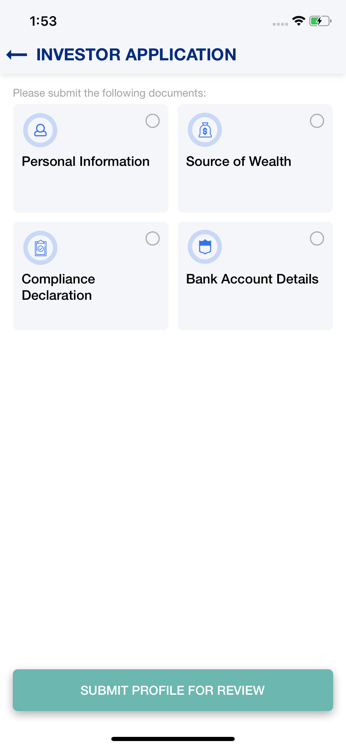 1:53
INVESTOR APPLICATION
Please submit the following documents:
Personal Information
Source of Wealth
Compliance
Declaration
Bank Account Details
SUBMIT PROFILE FOR REVIEW